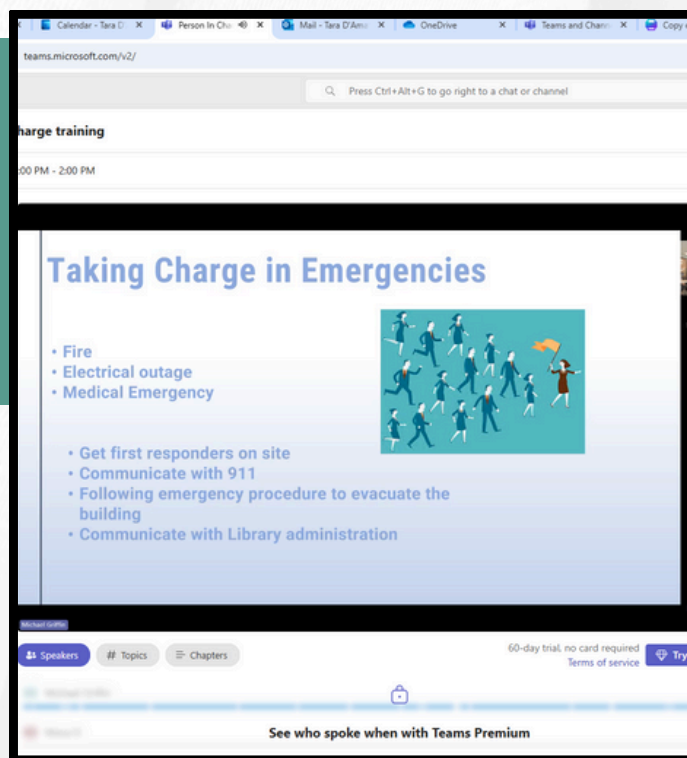 Calendar - Tara D
Person In Cha
Mail - Tara D'Am
OneDrive
Teams and Chann
Copy
teams.microsoft.com/v2/
Press Ctrl+Alt+G to go right to a chat or channel
harge training
:00 PM - 2:00 PM
Taking Charge in Emergencies
• Fire
• Electrical outage
• Medical Emergency
• Get first responders on site
• Communicate with 911
• Following emergency procedure to evacuate the
building
• Communicate with Library administration
Michael Griffin
Speakers
# Topics
Chapters
60-day trial, no card required
Terms of service
Try
See who spoke when with Teams Premium